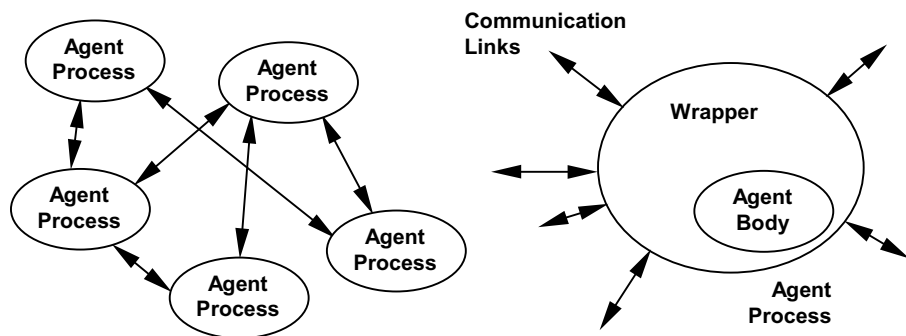 Agent
Process
Agent
Process
Agent
Process
Agent
Process
Agent
Process
Communication
Links
Wrapper
Agent
Body
Agent
Process